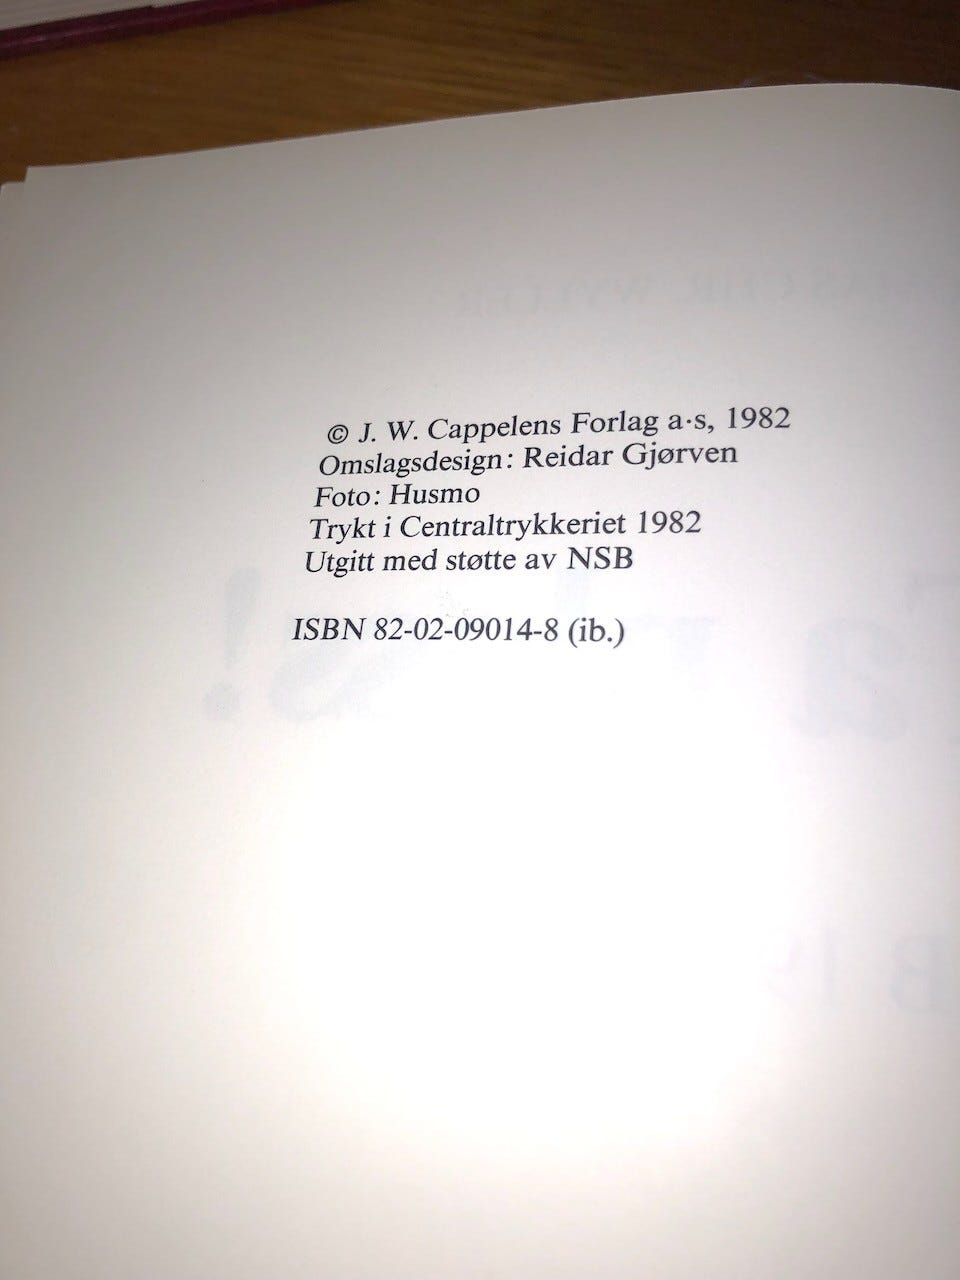 © J. W. Cappelens Forlag a·s, 1982
Omslagsdesign: Reidar Gjørven
Foto: Husmo
Trykt i Centraltrykkeriet 1982
Utgitt med støtte av NSB
ISBN 82-02-09014-8 (ib.)